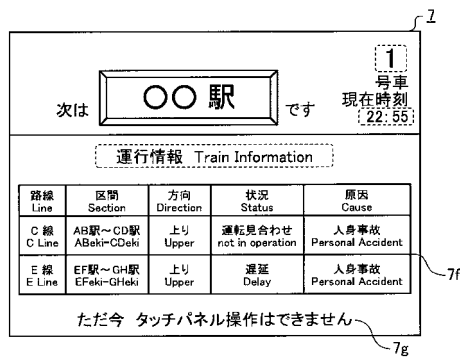 7
1
号車
現在時刻
22:55
次は ○○ 駅 です
運行情報 Train Information
路線 区間 方向 状況 原因
Line Section Direction Status Cause
C 線 AB駅～CD駅 上り 運転見合わせ 人身事故
C Line ABeki-CDeki Upper not in operation Personal Accident
E 線 EF駅～GH駅 上り 遅延 人身事故
E Line EFeki-GHeki Upper Delay Personal Accident
7f
ただ今 タッチパネル操作はできません
7g